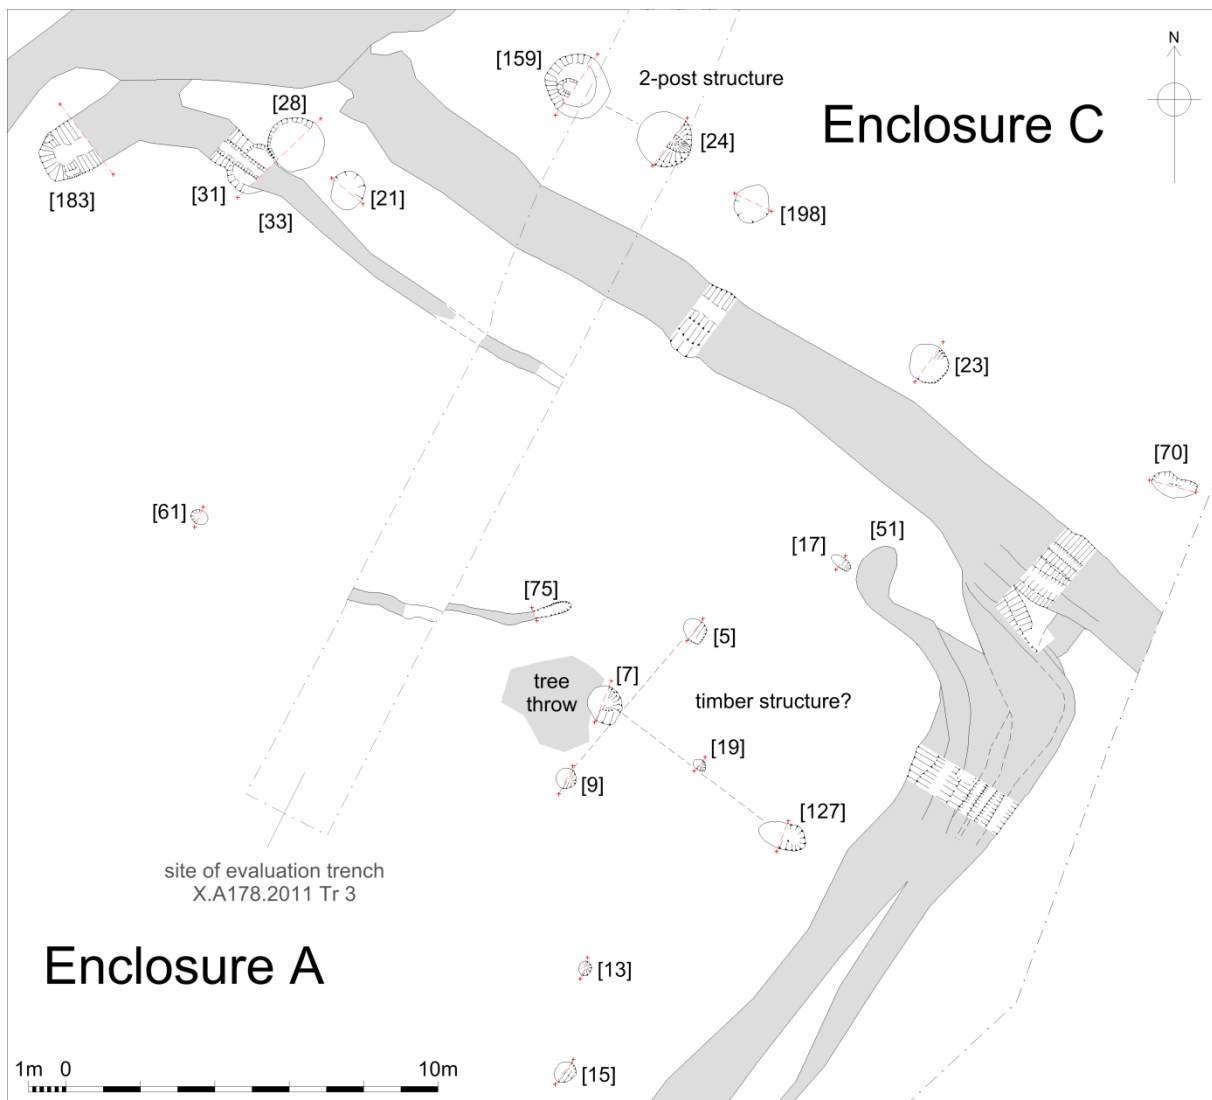 N
[159]
2-post structure
Enclosure C
[28]
[24]
[183]
[31]
[21]
[33]
[198]
[23]
[70]
[61]
[17]
[51]
[75]
[5]
[7]
tree
throw
timber structure?
[19]
[9]
[127]
site of evaluation trench
X.A178.2011 Tr 3
Enclosure A
[13]
1m 0 10m
[15]